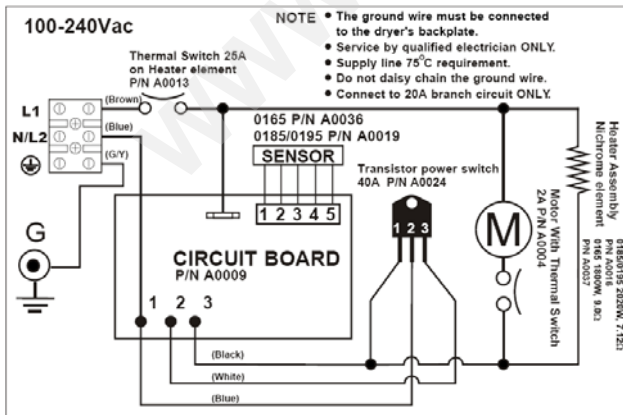 100-240Vac
NOTE • The ground wire must be connected
to the dryer's backplate.
• Service by qualified electrician ONLY.
• Supply line 75°C requirement.
• Do not daisy chain the ground wire.
• Connect to 20A branch circuit ONLY.
Thermal Switch 25A
on Heater element
P/N A0013
L1
N/L2
(Brown)
(Blue)
(G/Y)
G
0165 P/N A0036
0185/0195 P/N A0019
SENSOR
1 2 3 4 5
Transistor power switch
40A P/N A0024
1 2 3
CIRCUIT BOARD
P/N A0009
1 2 3
(Black)
(White)
(Blue)
M
Motor With Thermal Switch
2A P/N A0004
Heater Assembly
Nichrome element
0185/0195 2020W, 7.12Ω
P/N A0016
0165 1800W, 9.0Ω
P/N A0037